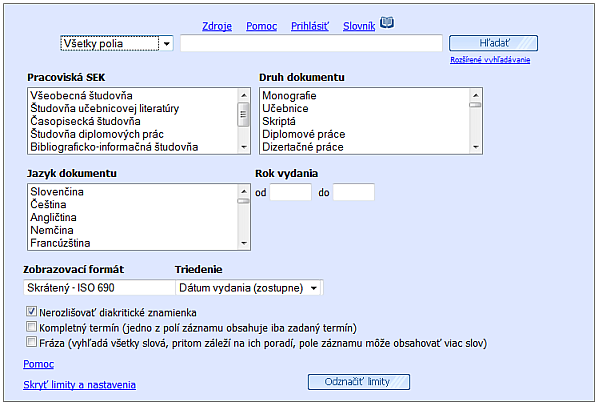 Zdroje Pomoc Prihlásiť Slovník
Všetky polia Hľadať
Rozšírené vyhľadávanie
Pracoviská SEK Druh dokumentu
Všeobecná študovňa Monografie
Študovňa učebnicovej literatúry Učebnice
Časopisecká študovňa Skriptá
Študovňa diplomových prác Diplomové práce
Bibliograficko-informačná študovňa Dizertačné práce
Jazyk dokumentu Rok vydania
Slovenčina od do
Čeština
Angličtina
Nemčina
Francúzština
Zobrazovací formát Triedenie
Skrátený - ISO 690 Dátum vydania (zostupne)
Nerozlišovať diakritické znamienka
Kompletný termín (jedno z polí záznamu obsahuje iba zadaný termín)
Fráza (vyhľadá všetky slová, pritom záleží na ich poradí, pole záznamu môže obsahovať viac slov)
Pomoc
Skryť limity a nastavenia Odznačiť limity